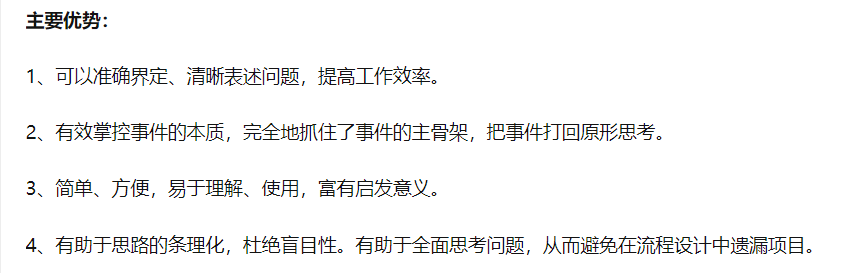 主要优势：
1、可以准确界定、清晰表述问题，提高工作效率。
2、有效掌控事件的本质，完全地抓住了事件的主骨架，把事件打回原形思考。
3、简单、方便，易于理解、使用，富有启发意义。
4、有助于思路的条理化，杜绝盲目性。有助于全面思考问题，从而避免在流程设计中遗漏项目。